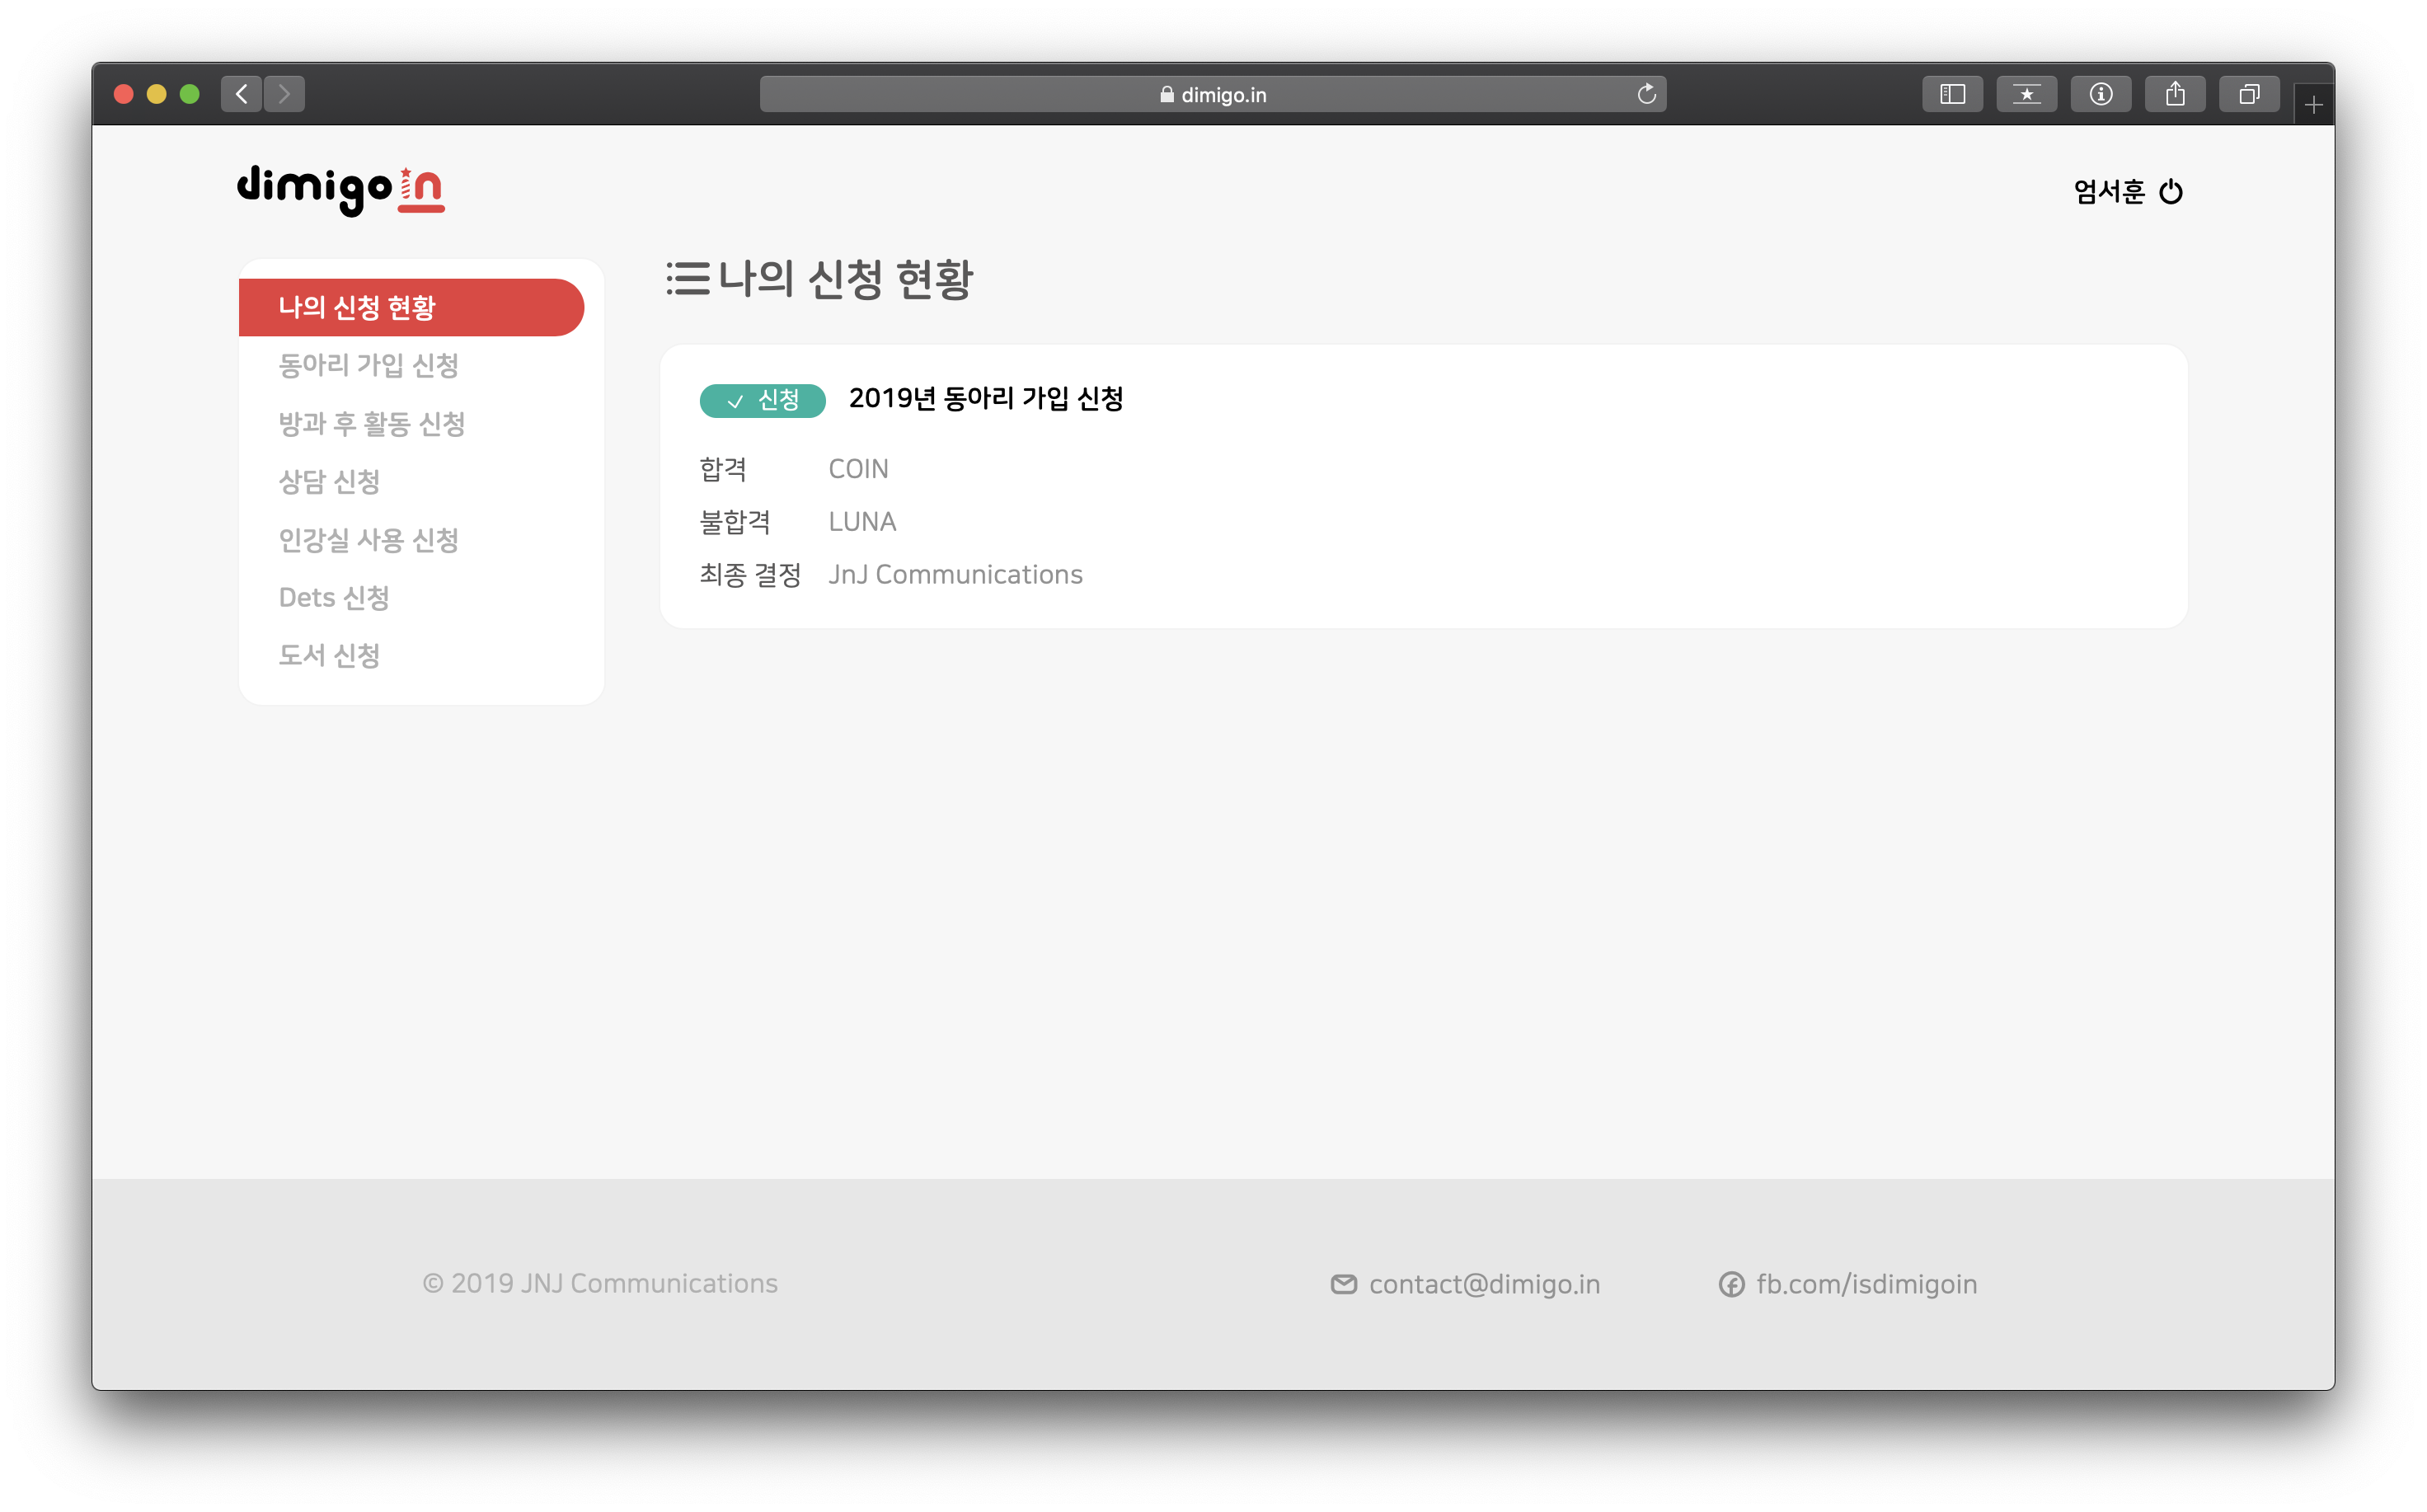 dimigo.in
dimigoin
엄서훈
나의 신청 현황
동아리 가입 신청
방과 후 활동 신청
상담 신청
인강실 사용 신청
Dets 신청
도서 신청
나의 신청 현황
신청 2019년 동아리 가입 신청
합격 COIN
불합격 LUNA
최종 결정 JnJ Communications
© 2019 JNJ Communications
contact@dimigo.in
fb.com/isdimigoin